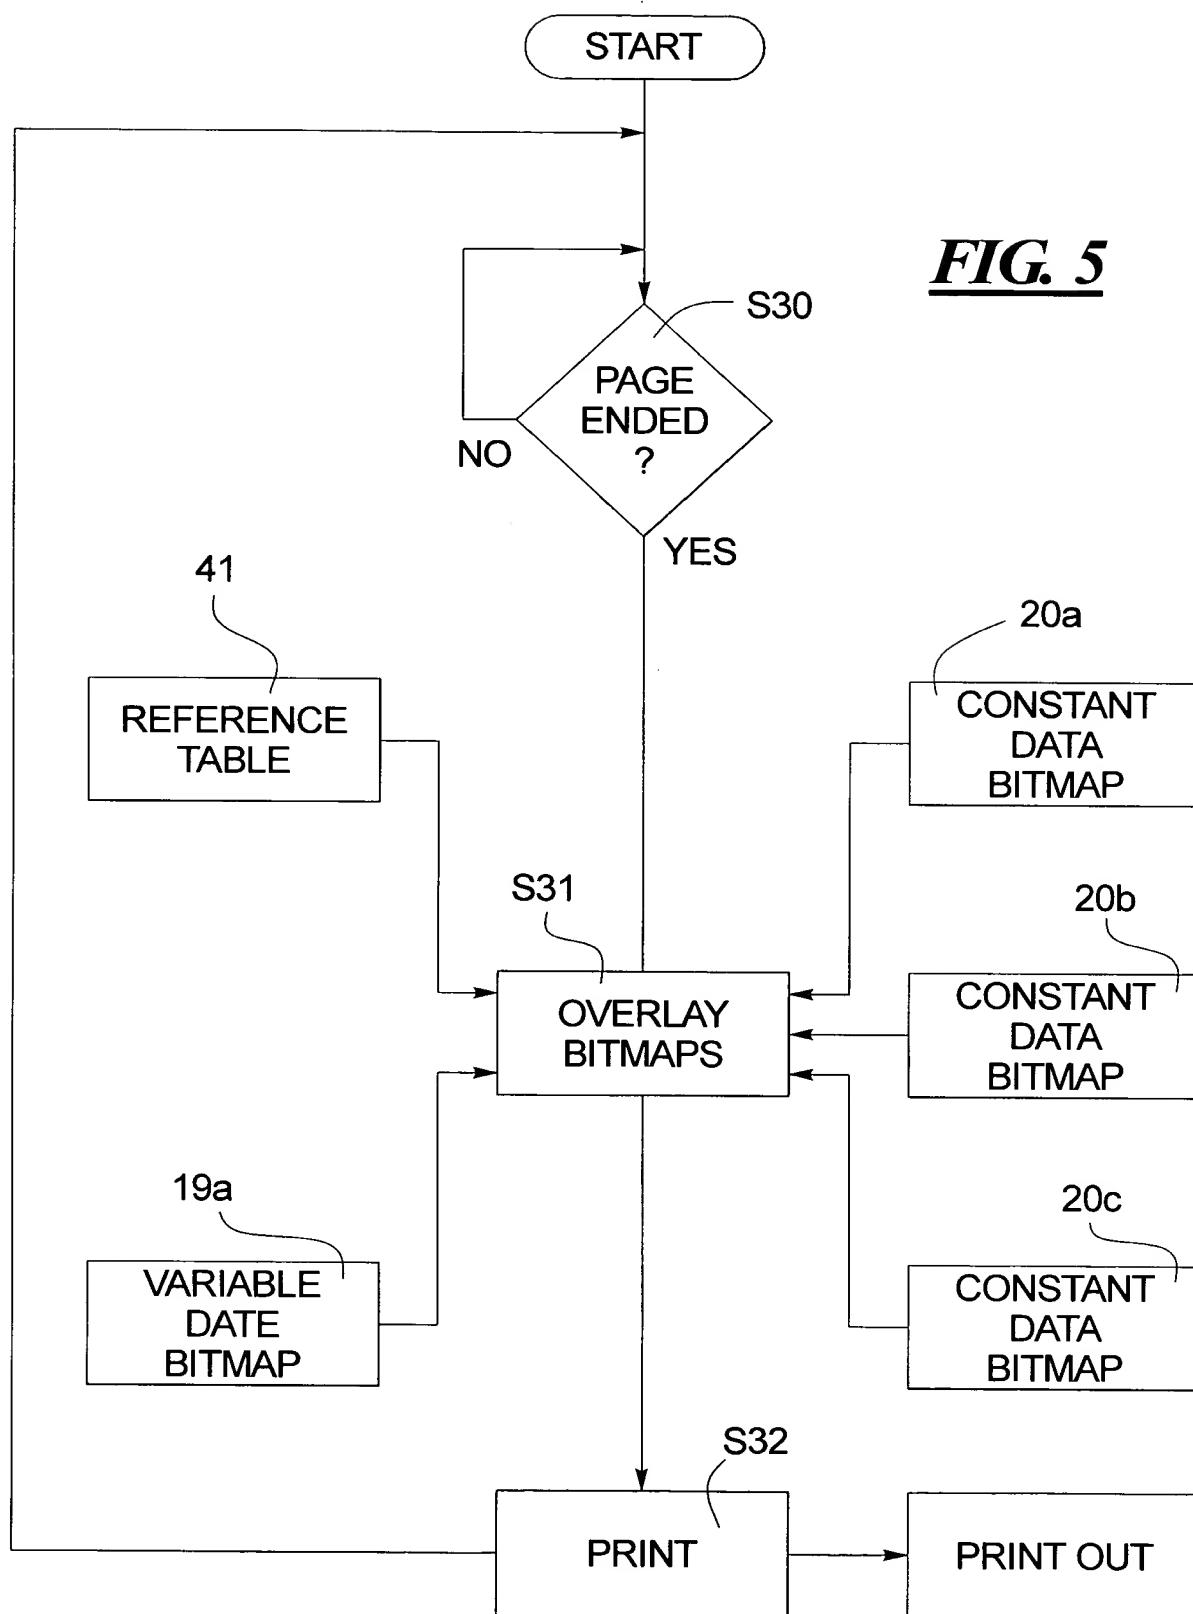 START
FIG. 5
S30
PAGE
ENDED
?
NO
YES
41
REFERENCE
TABLE
20a
CONSTANT
DATA
BITMAP
S31
OVERLAY
BITMAPS
20b
CONSTANT
DATA
BITMAP
19a
VARIABLE
DATE
BITMAP
20c
CONSTANT
DATA
BITMAP
S32
PRINT
PRINT OUT